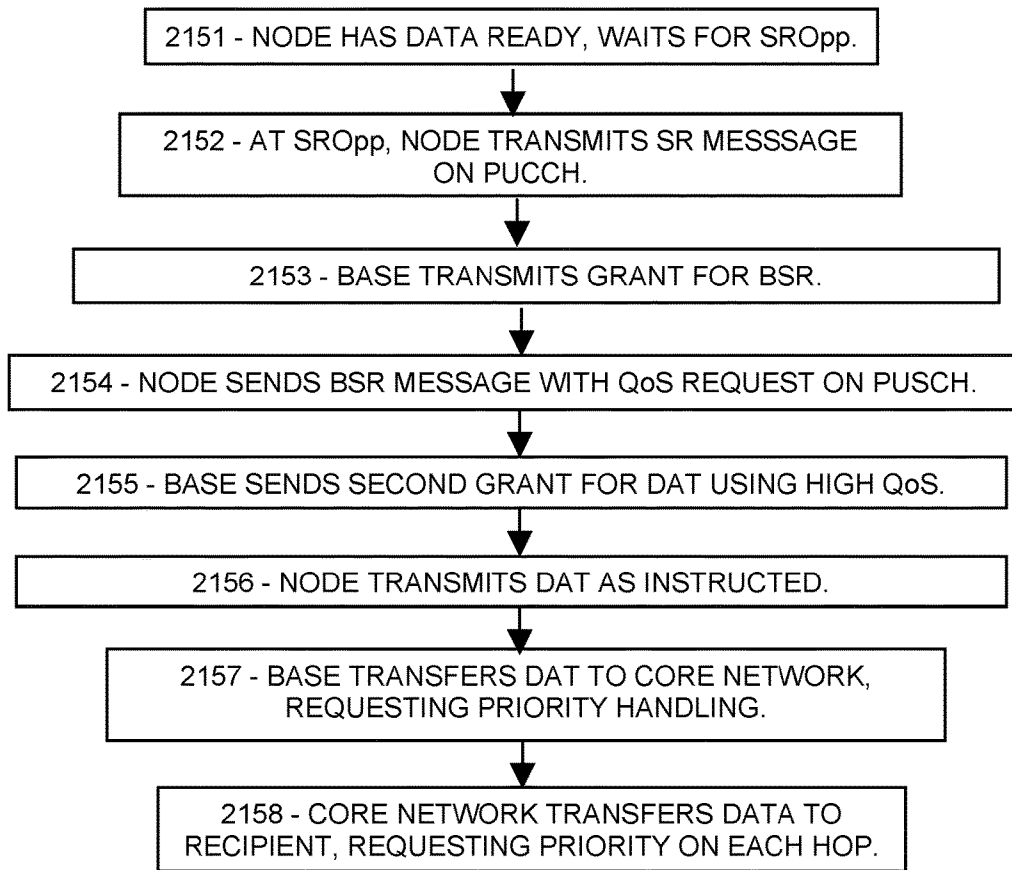 2151 - NODE HAS DATA READY, WAITS FOR SROpp.
2152 - AT SROpp, NODE TRANSMITS SR MESSSAGE
ON PUCCH.
2153 - BASE TRANSMITS GRANT FOR BSR.
2154 - NODE SENDS BSR MESSAGE WITH QoS REQUEST ON PUSCH.
2155 - BASE SENDS SECOND GRANT FOR DAT USING HIGH QoS.
2156 - NODE TRANSMITS DAT AS INSTRUCTED.
2157 - BASE TRANSFERS DAT TO CORE NETWORK,
REQUESTING PRIORITY HANDLING.
2158 - CORE NETWORK TRANSFERS DATA TO
RECIPIENT, REQUESTING PRIORITY ON EACH HOP.